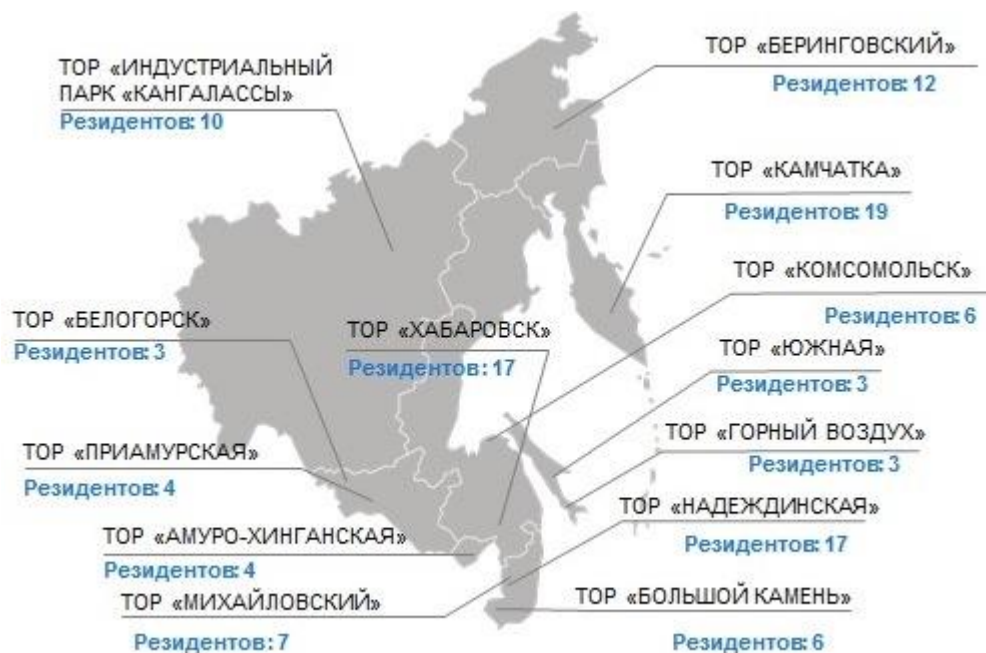 ТОР «БЕРИНГОВСКИЙ»
Резидентов: 12
ТОР «ИНДУСТРИАЛЬНЫЙ
ПАРК «КАНГАЛАССЫ»
Резидентов: 10
ТОР «КАМЧАТКА»
Резидентов: 19
ТОР «КОМСОМОЛЬСК»
Резидентов: 6
ТОР «БЕЛОГОРСК»
Резидентов: 3
ТОР «ХАБАРОВСК»
Резидентов: 17
ТОР «ЮЖНАЯ»
Резидентов: 3
ТОР «ГОРНЫЙ ВОЗДУХ»
Резидентов: 3
ТОР «ПРИАМУРСКАЯ»
Резидентов: 4
ТОР «НАДЕЖДИНСКАЯ»
Резидентов: 17
ТОР «АМУРО-ХИНГАНСКАЯ»
Резидентов: 4
ТОР «МИХАЙЛОВСКИЙ»
Резидентов: 7
ТОР «БОЛЬШОЙ КАМЕНЬ»
Резидентов: 6